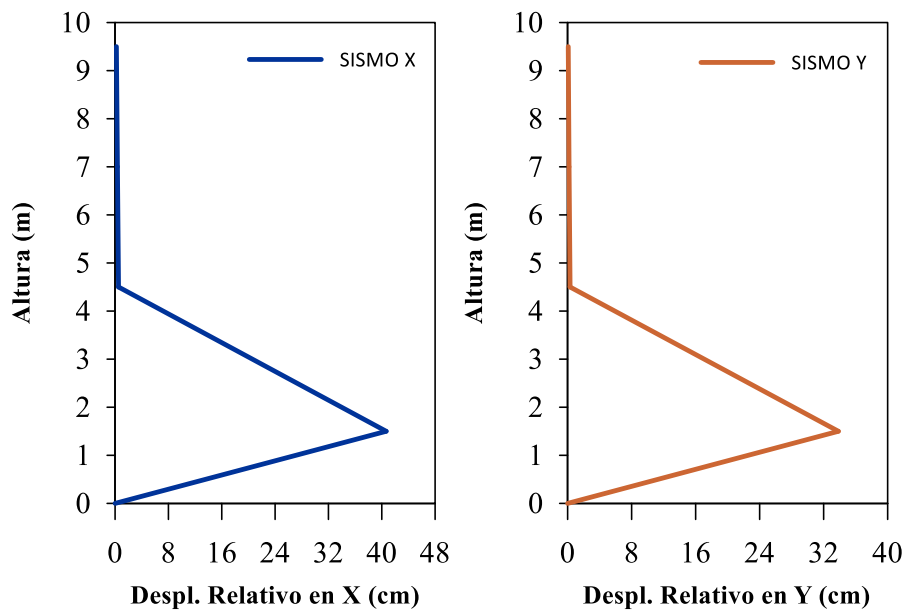 10
9
8
7
6
5
4
3
2
1
0
Altura (m)
SISMO X
0 8 16 24 32 40 48
Despl. Relativo en X (cm)
10
9
8
7
6
5
4
3
2
1
0
Altura (m)
SISMO Y
0 8 16 24 32 40
Despl. Relativo en Y (cm)